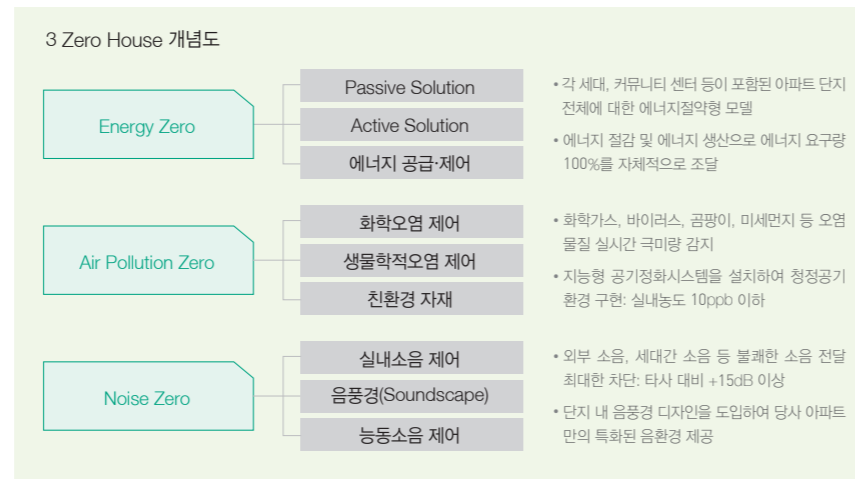 3 Zero House 개념도
Energy Zero
Passive Solution
Active Solution
에너지 공급·제어
• 각 세대, 커뮤니티 센터 등이 포함된 아파트 단지
전체에 대한 에너지절약형 모델
• 에너지 절감 및 에너지 생산으로 에너지 요구량
100%를 자체적으로 조달
Air Pollution Zero
화학오염 제어
생물학적오염 제어
친환경 자재
• 화학가스, 바이러스, 곰팡이, 미세먼지 등 오염
물질 실시간 극미량 감지
• 지능형 공기정화시스템을 설치하여 청정공기
환경 구현: 실내농도 10ppb 이하
Noise Zero
실내소음 제어
음풍경(Soundscape)
능동소음 제어
• 외부 소음, 세대간 소음 등 불쾌한 소음 전달
최대한 차단: 타사 대비 +15dB 이상
• 단지 내 음풍경 디자인을 도입하여 당사 아파트
만의 특화된 음환경 제공